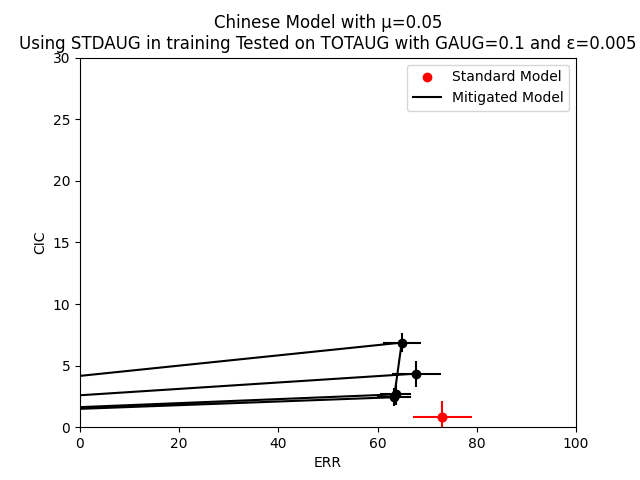 Chinese Model with μ=0.05
Using STDAUG in training Tested on TOTAUG with GAUG=0.1 and ε=0.005
Standard Model
Mitigated Model
30
25
20
15
10
5
0
CIC
0 20 40 60 80 100
ERR